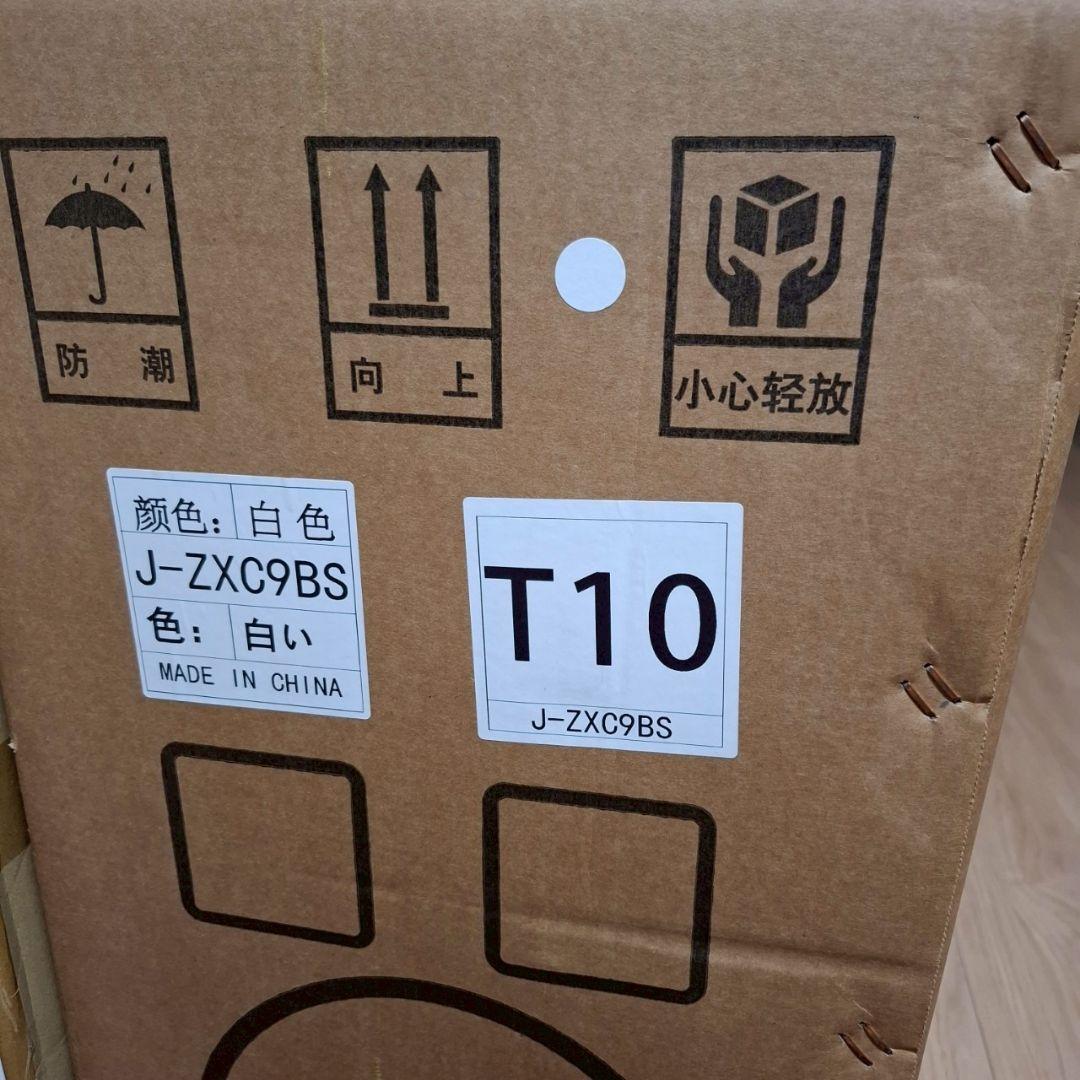 防 潮
向 上
小心轻放
颜色: 白 色
J-ZXC9BS
色: 白い
MADE IN CHINA
T10
J-ZXC9BS